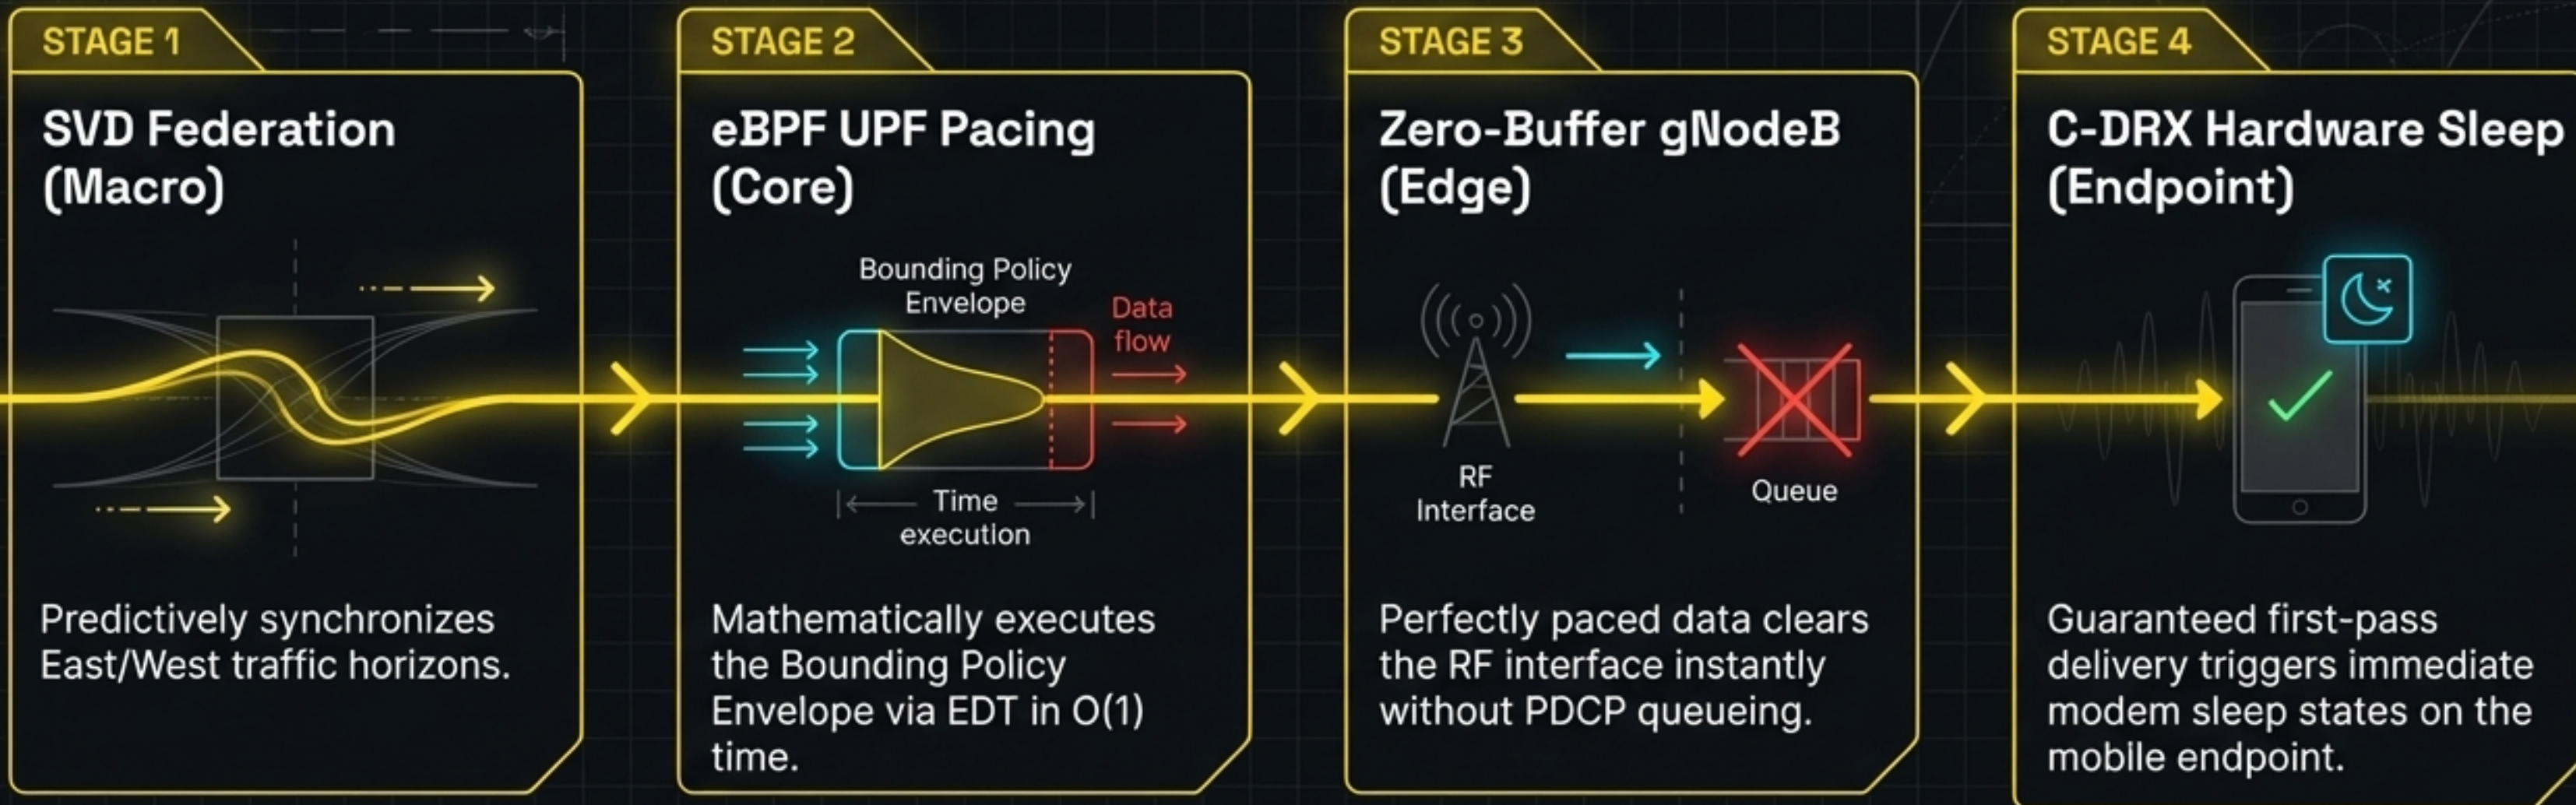 STAGE 1
SVD Federation
(Macro)
Predictively synchronizes
East/West traffic horizons.
STAGE 2
eBPF UPF Pacing
(Core)
Bounding Policy
Envelope
Data
flow
Time
execution
Mathematically executes
the Bounding Policy
Envelope via EDT in O(1)
time.
STAGE 3
Zero-Buffer gNodeB
(Edge)
RF
Interface
Queue
Perfectly paced data clears
the RF interface instantly
without PDCP queueing.
STAGE 4
C-DRX Hardware Sleep
(Endpoint)
Guaranteed first-pass
delivery triggers immediate
modem sleep states on the
mobile endpoint.